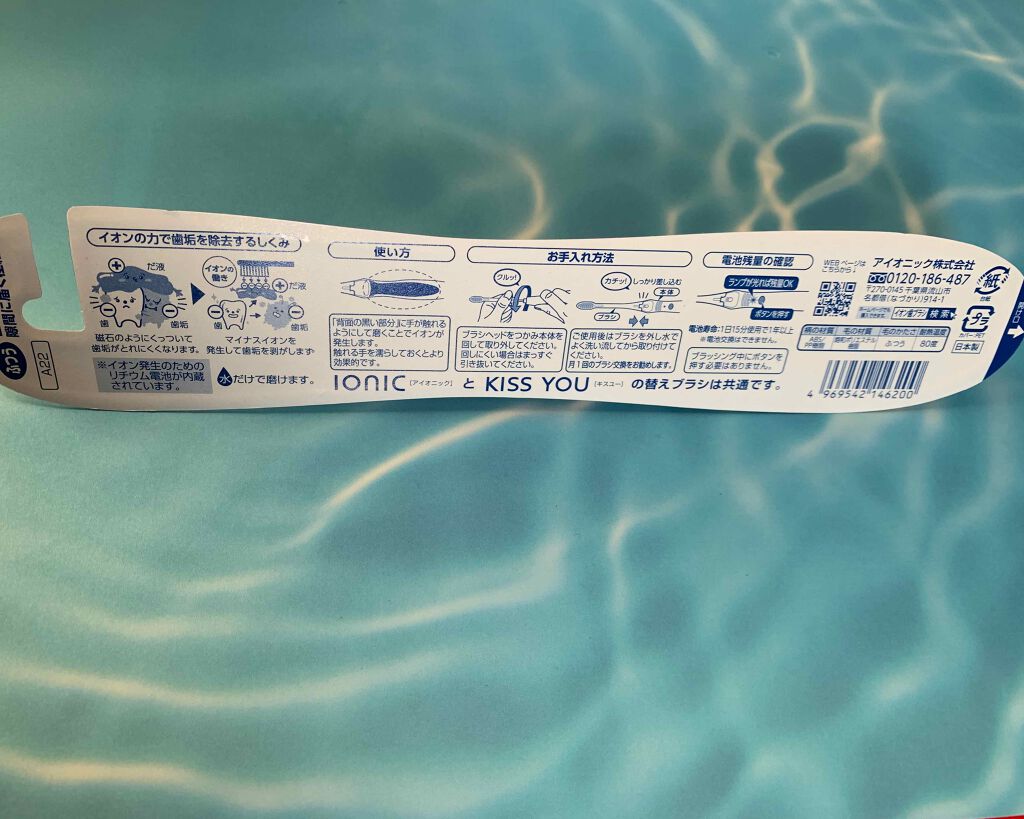 ふつう
A22
イオンの力で歯垢を除去するしくみ
だ液
歯
歯垢
磁石のようにくっついて
歯垢がとれにくくなります。
イオンの
働き
だ液
歯
歯垢
マイナスイオンを
発生して歯垢を剥がします
※イオン発生のための
リチウム電池が内蔵
されています。
水だけで磨けます。
使い方
「背面の黒い部分」に手が触れる
ようにして磨くことでイオンが
発生します。
触れる手を濡らしておくとより
効果的です。
お手入れ方法
クルッ!
ブラシヘッドをつかみ本体を
回して取り外してください。
回しにくい場合はまっすぐ
引き抜いてください。
カチッ!
しっかり差し込む
本体
ブラシ
ご使用後はブラシを外し水で
よく洗い流してから取り付けて
ください。
月1回のブラシ交換をお勧めします。
電池残量の確認
ランプが光れば残量OK
ボタンを押す
電池寿命:1日15分使用で1年以上
※電池交換はできません。
ブラッシング中にボタンを
押す必要はありません。
IONIC [アイオニック] と KISS YOU [キスユー] の替えブラシは共通です。
WEBページは
こちらから↓
アイオニック株式会社
0120-186-487
〒270-0145千葉県流山市
名都借(なづかり)914-1
イオン歯ブラシ 検索
柄の材質 毛の材質 毛のかたさ 耐熱温度
ふつう 80度
4 969542 146200
紙
台紙
プラ
カバー:PET
日本製